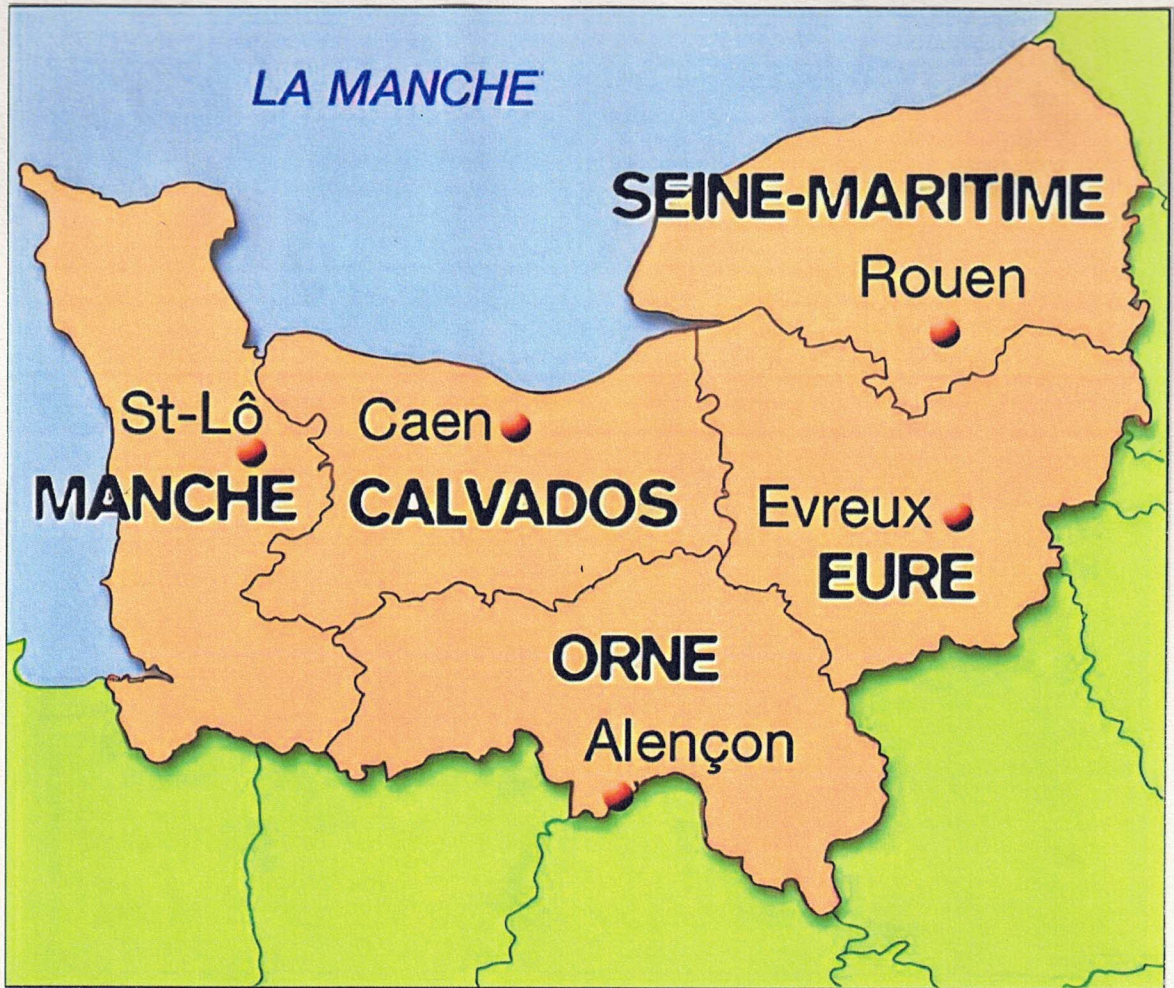 LA MANCHE
SEINE-MARITIME
Rouen
St-Lô
Caen
MANCHE
CALVADOS
Evreux
EURE
ORNE
Alençon